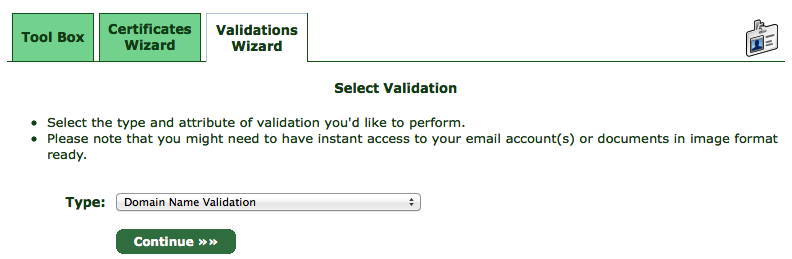 Tool Box
Certificates
Wizard
Validations
Wizard
Select Validation
Select the type and attribute of validation you'd like to perform.
Please note that you might need to have instant access to your email account(s) or documents in image format
ready.
Type: Domain Name Validation
Continue »»